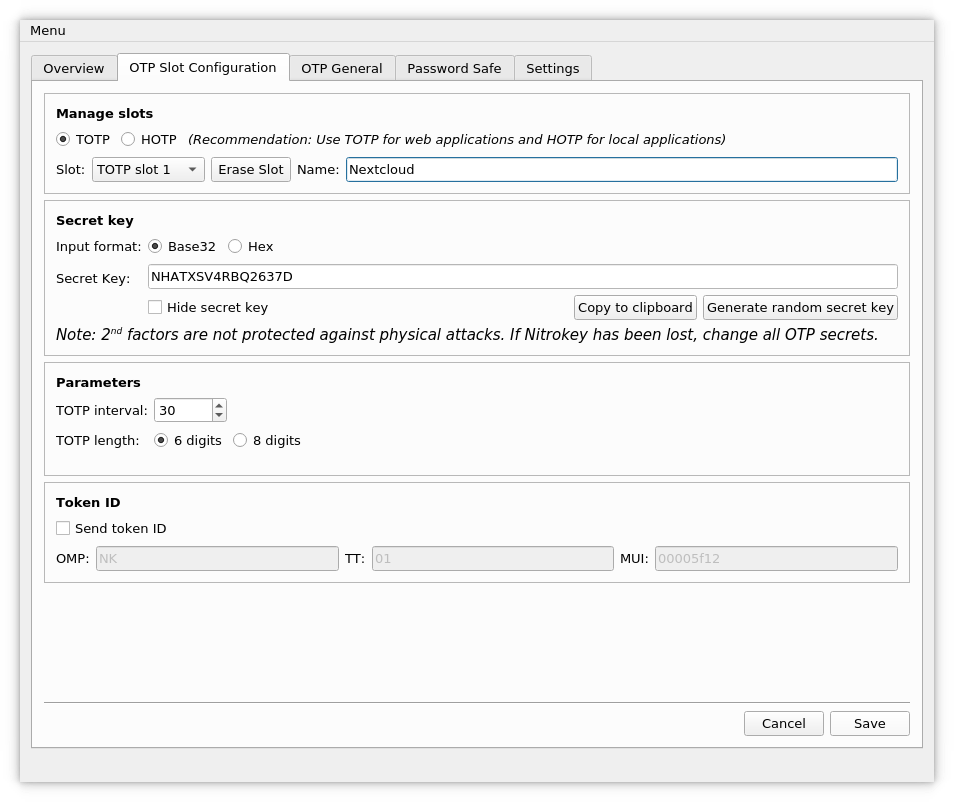 Menu
Overview OTP Slot Configuration OTP General Password Safe Settings
Manage slots
TOTP HOTP (Recommendation: Use TOTP for web applications and HOTP for local applications)
Slot: TOTP slot 1 Erase Slot Name: Nextcloud
Secret key
Input format: Base32 Hex
Secret Key: NHATXSV4RBQ2637D
Hide secret key Copy to clipboard Generate random secret key
Note: 2nd factors are not protected against physical attacks. If Nitrokey has been lost, change all OTP secrets.
Parameters
TOTP interval: 30
TOTP length: 6 digits 8 digits
Token ID
Send token ID
OMP: NK TT: 01 MUI: 00005f12
Cancel Save